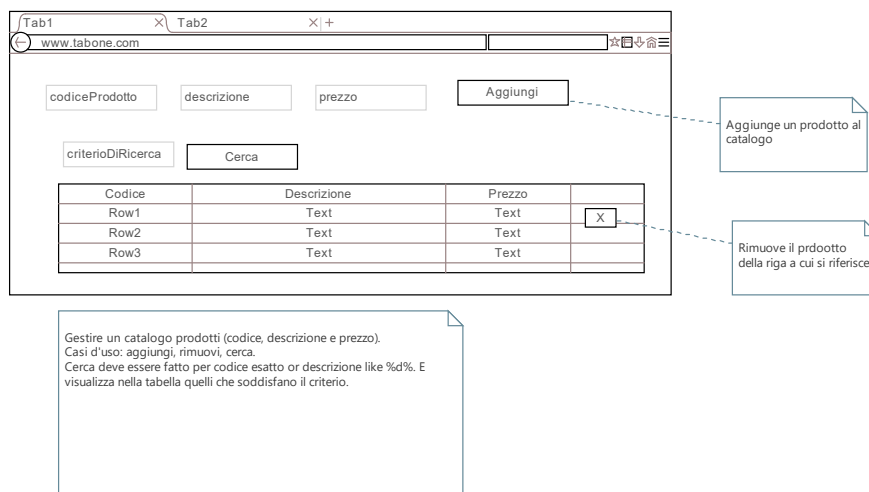 Tab1
Tab2
www.tabone.com
codiceProdotto
descrizione
prezzo
Aggiungi
Aggiunge un prodotto al
catalogo
criterioDiRicerca
Cerca
Codice Descrizione Prezzo
Row1 Text Text X
Row2 Text Text
Row3 Text Text
Rimuove il prdootto
della riga a cui si riferisce
Gestire un catalogo prodotti (codice, descrizione e prezzo).
Casi d'uso: aggiungi, rimuovi, cerca.
Cerca deve essere fatto per codice esatto or descrizione like %d%. E
visualizza nella tabella quelli che soddisfano il criterio.